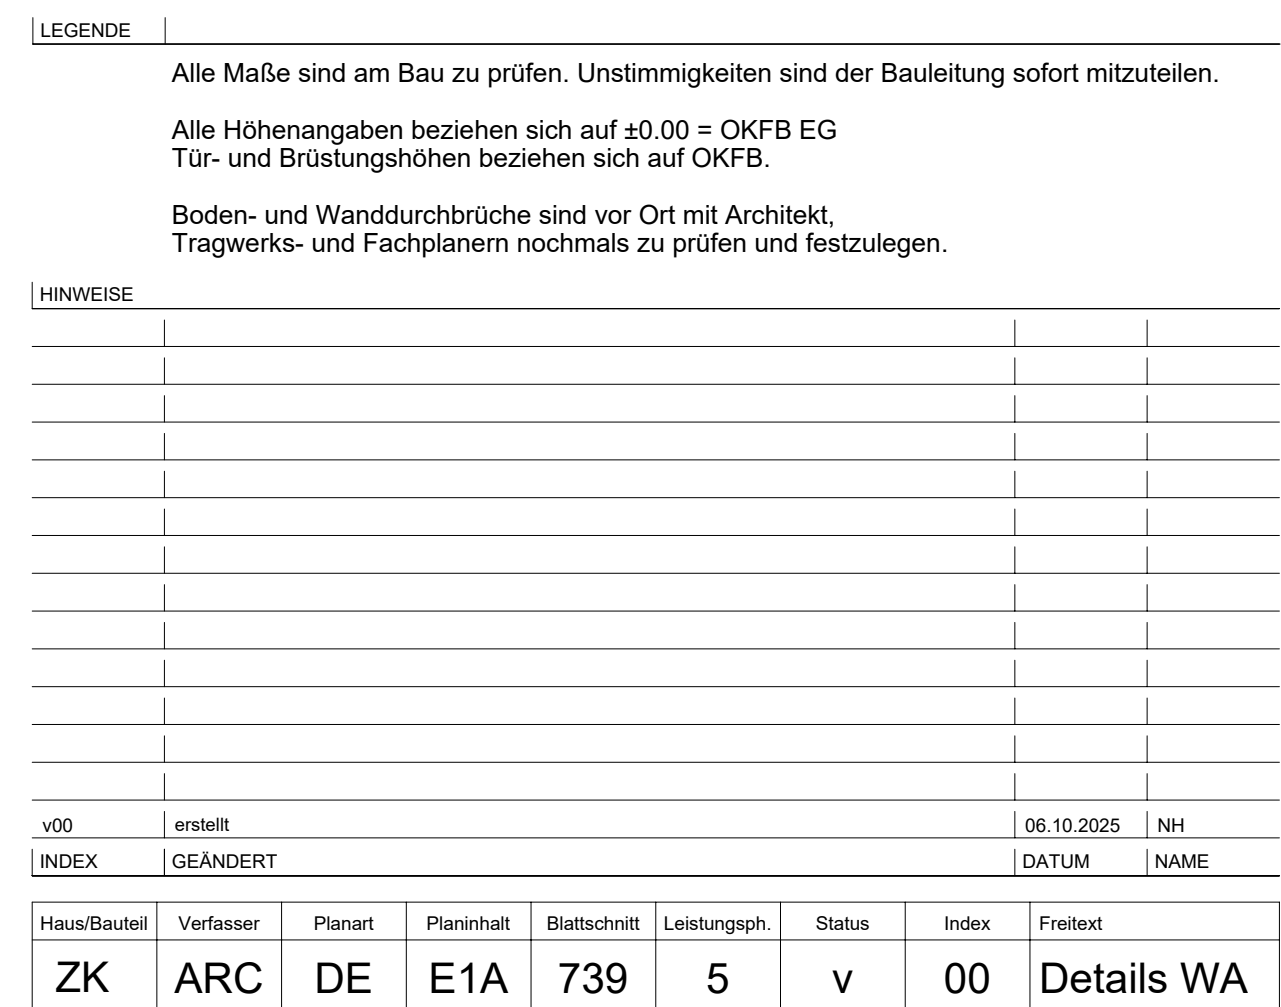 LEGENDE
Alle Maße sind am Bau zu prüfen. Unstimmigkeiten sind der Bauleitung sofort mitzuteilen.
Alle Höhenangaben beziehen sich auf ±0.00 = OKFB EG
Tür- und Brüstungshöhen beziehen sich auf OKFB.
Boden- und Wanddurchbrüche sind vor Ort mit Architekt,
Tragwerks- und Fachplanern nochmals zu prüfen und festzulegen.
HINWEISE
v00 erstellt 06.10.2025 NH
INDEX GEÄNDERT DATUM NAME
Haus/Bauteil Verfasser Planart Planinhalt Blattschnitt Leistungsph. Status Index Freitext
ZK ARC DE E1A 739 5 v 00 Details WA